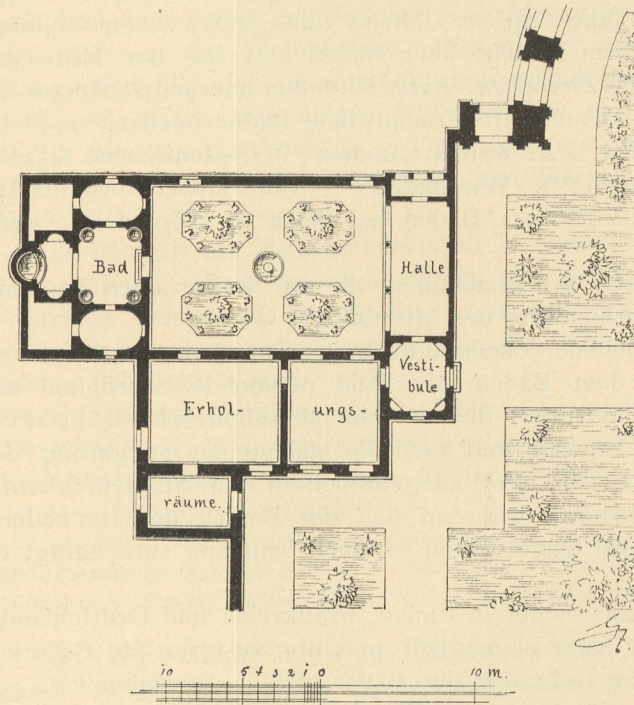 Bad
Halle
Vesti-
bule
Erhol-
ungs-
räume.
10 5 4 3 2 1 0 10 m.